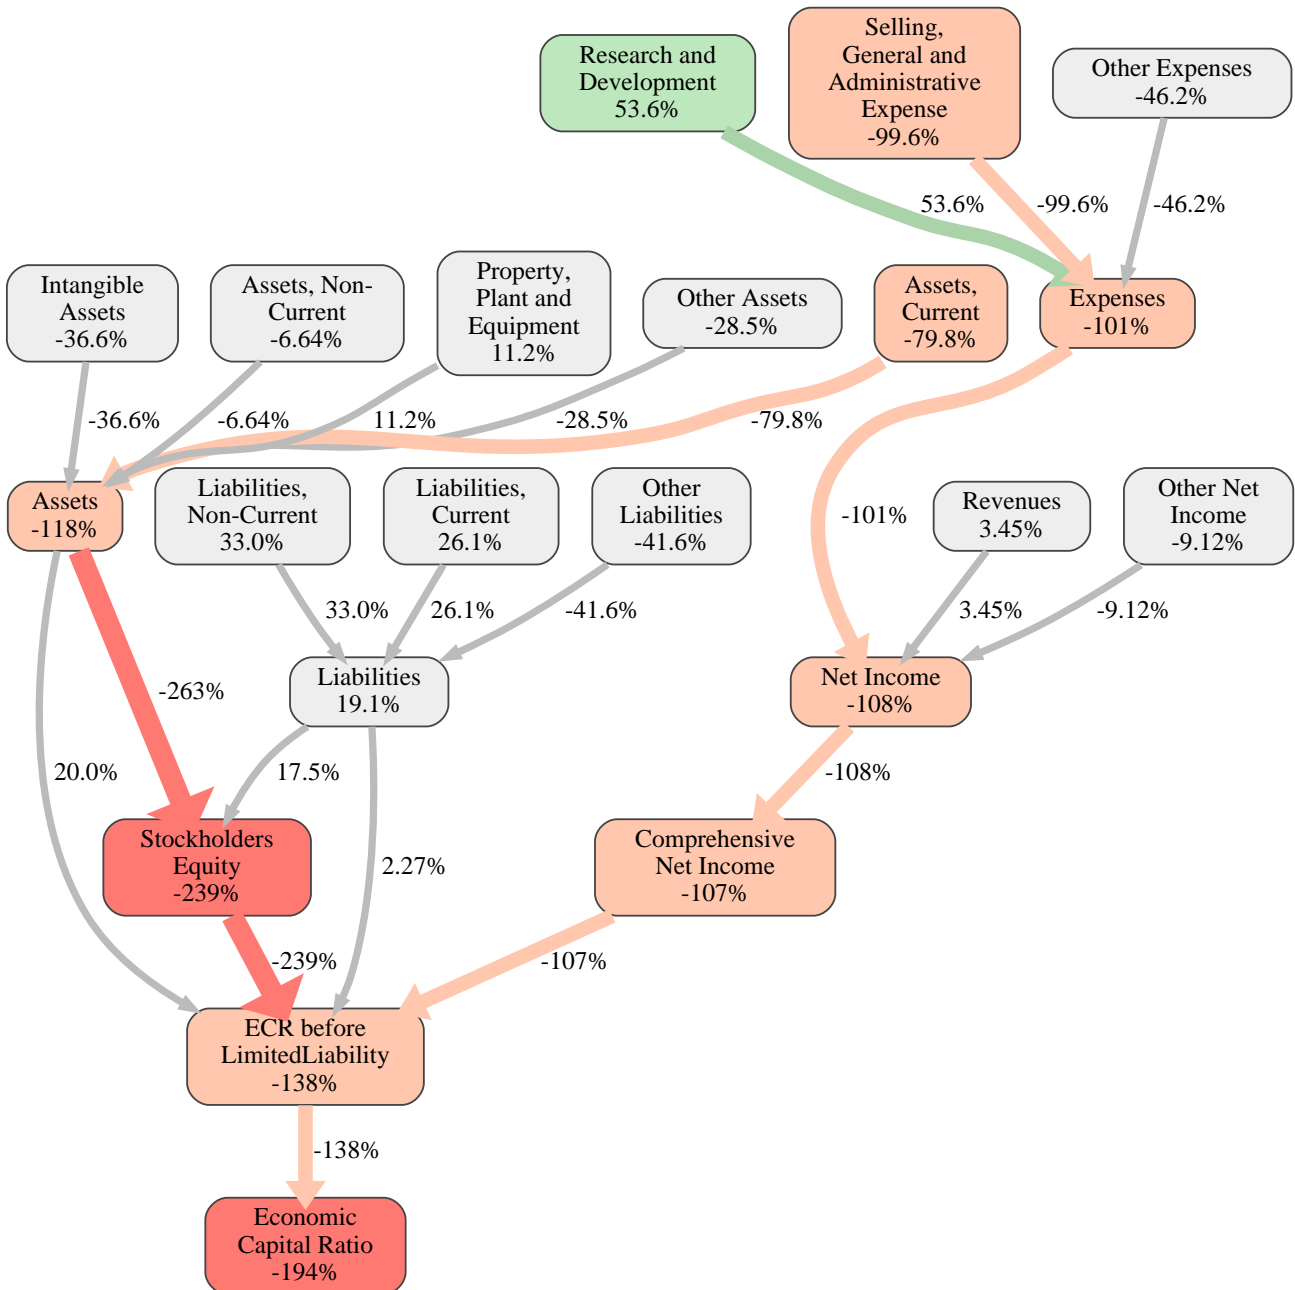 Research and
Development
53.6%
Selling,
General and
Administrative
Expense
-99.6%
Other Expenses
-46.2%
53.6%
-99.6%
-46.2%
Intangible
Assets
-36.6%
Assets, Non-
Current
-6.64%
Property,
Plant and
Equipment
11.2%
Other Assets
-28.5%
Assets,
Current
-79.8%
Expenses
-101%
-36.6%
-6.64%
11.2%
-28.5%
-79.8%
Assets
-118%
Liabilities,
Non-Current
33.0%
Liabilities,
Current
26.1%
Other
Liabilities
-41.6%
-101%
Revenues
3.45%
Other Net
Income
-9.12%
33.0%
26.1%
-41.6%
3.45%
-9.12%
-263%
Liabilities
19.1%
Net Income
-108%
20.0%
17.5%
-108%
Stockholders
Equity
-239%
2.27%
Comprehensive
Net Income
-107%
-239%
-107%
ECR before
LimitedLiability
-138%
-138%
Economic
Capital Ratio
-194%